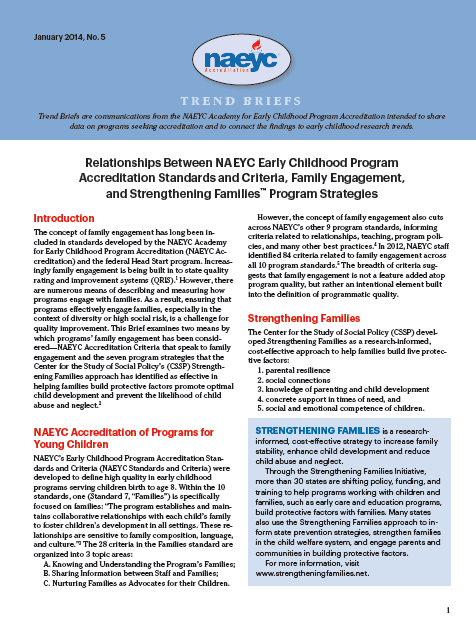 January 2014, No. 5
naeyc
Accreditation
TREND BRIEFS
Trend Briefs are communications from the NAEYC Academy for Early Childhood Program Accreditation intended to share
data on programs seeking accreditation and to connect the findings to early childhood research trends.
Relationships Between NAEYC Early Childhood Program
Accreditation Standards and Criteria, Family Engagement,
and Strengthening Families™ Program Strategies
Introduction
The concept of family engagement has long been in-
cluded in standards developed by the NAEYC Academy
for Early Childhood Program Accreditation (NAEYC Ac-
creditation) and the federal Head Start program. Increas-
ingly family engagement is being built in to state quality
rating and improvement systems (QRIS).¹ However, there
are numerous means of describing and measuring how
programs engage with families. As a result, ensuring that
programs effectively engage families, especially in the
context of diversity or high social risk, is a challenge for
quality improvement. This Brief examines two means by
which programs' family engagement has been consid-
ered—NAEYC Accreditation Criteria that speak to family
engagement and the seven program strategies that the
Center for the Study of Social Policy's (CSSP) Strength-
ening Families approach has identified as effective in
helping families build protective factors promote optimal
child development and prevent the likelihood of child
abuse and neglect.²
NAEYC Accreditation of Programs for
Young Children
NAEYC's Early Childhood Program Accreditation Stan-
dards and Criteria (NAEYC Standards and Criteria) were
developed to define high quality in early childhood
programs serving children birth to age 8. Within the 10
standards, one (Standard 7, "Families") is specifically
focused on families: "The program establishes and main-
tains collaborative relationships with each child's family
to foster children's development in all settings. These re-
lationships are sensitive to family composition, language,
and culture."³ The 28 criteria in the Families standard are
organized into 3 topic areas:
A. Knowing and Understanding the Program's Families;
B. Sharing Information between Staff and Families;
C. Nurturing Families as Advocates for their Children.
However, the concept of family engagement also cuts
across NAEYC's other 9 program standards, informing
criteria related to relationships, teaching, program poli-
cies, and many other best practices.⁴ In 2012, NAEYC staff
identified 84 criteria related to family engagement across
all 10 program standards.⁵ The breadth of criteria sug-
gests that family engagement is not a feature added atop
program quality, but rather an intentional element built
into the definition of programmatic quality.
Strengthening Families
The Center for the Study of Social Policy (CSSP) devel-
oped Strengthening Families as a research-informed,
cost-effective approach to help families build five protec-
tive factors:
1. parental resilience
2. social connections
3. knowledge of parenting and child development
4. concrete support in times of need, and
5. social and emotional competence of children.
STRENGTHENING FAMILIES is a research-
informed, cost-effective strategy to increase family
stability, enhance child development and reduce
child abuse and neglect.
Through the Strengthening Families Initiative,
more than 30 states are shifting policy, funding, and
training to help programs working with children and
families, such as early care and education programs,
build protective factors with families. Many states
also use the Strengthening Families approach to in-
form state prevention strategies, strengthen families
in the child welfare system, and engage parents and
communities in building protective factors.
For more information, visit
www.strengtheningfamilies.net.
1